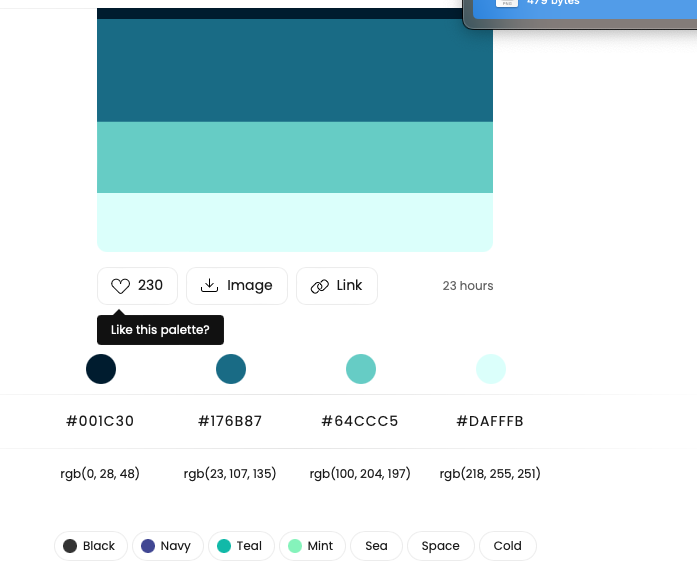 479 bytes
230 Image Link 23 hours
Like this palette?
#001C30 #176B87 #64CCC5 #DAFFFB
rgb(0, 28, 48) rgb(23, 107, 135) rgb(100, 204, 197) rgb(218, 255, 251)
Black Navy Teal Mint Sea Space Cold